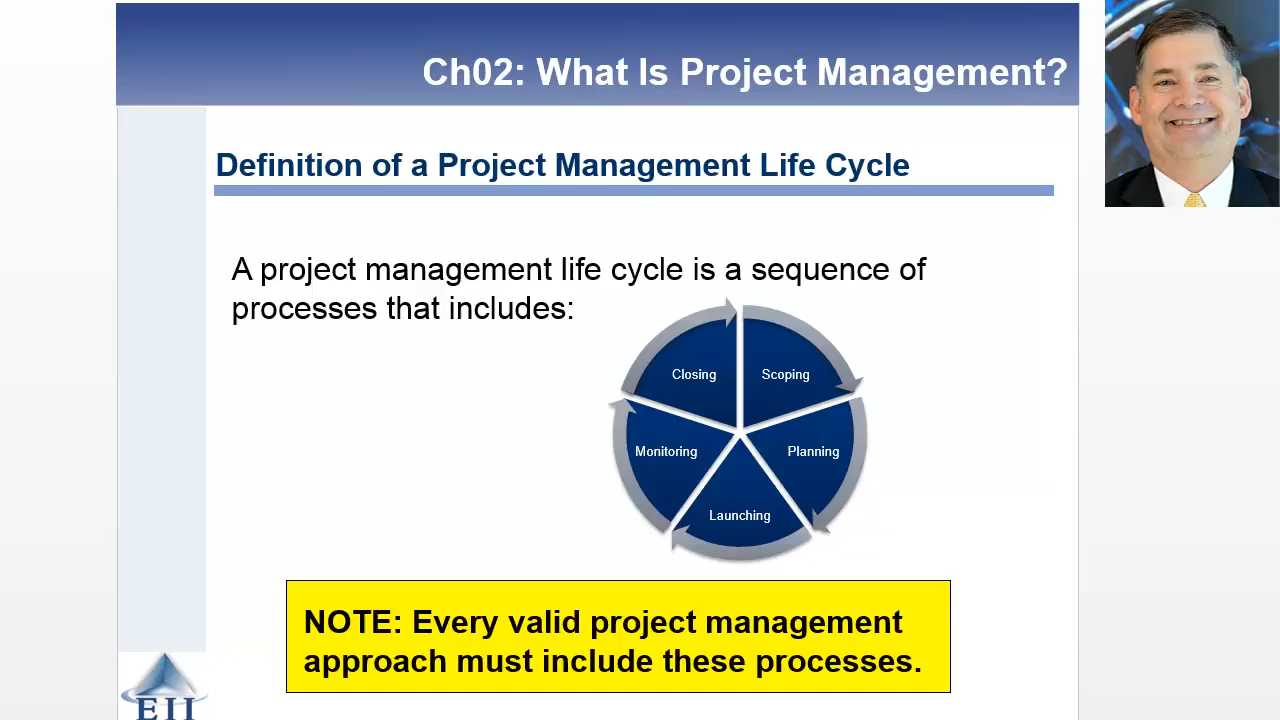 Ch02: What Is Project Management?
Definition of a Project Management Life Cycle
A project management life cycle is a sequence of
processes that includes:
Closing
Scoping
Monitoring
Planning
Launching
NOTE: Every valid project management
approach must include these processes.
EII